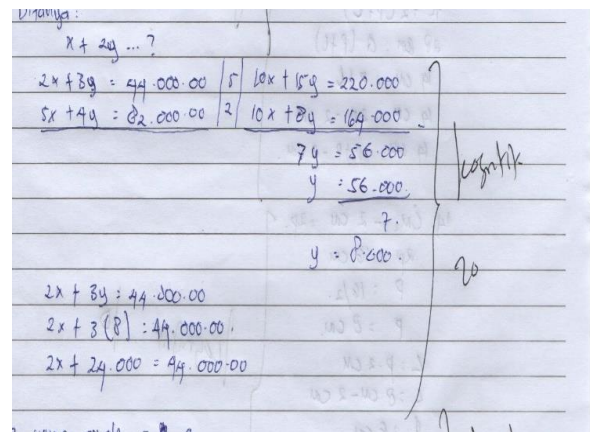 Ditanya:
x + 2y ... ?
2x + 3y = 44.000.00 | 5 | 10x + 15y = 220.000
5x + 4y = 82.000.00 | 2 | 10x + 8y = 164.000 -
7y = 56.000
y = 56.000.
7.
y = 8.000.
kognitif
20
2x + 3y = 44.000.00
2x + 3(8) = 44.000.00.
2x + 24.000 = 44.000.00